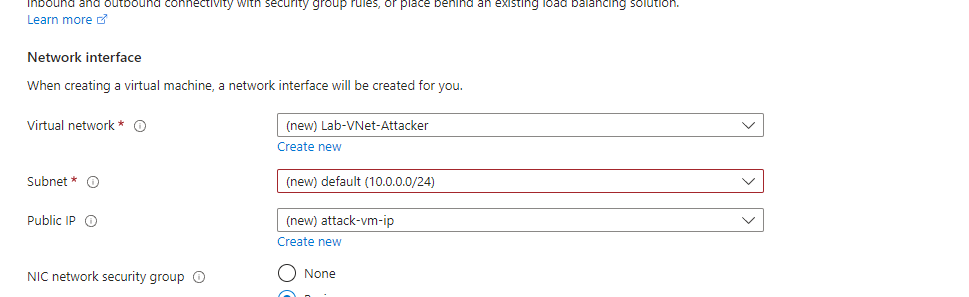 inbound and outbound connectivity with security group rules, or place behind an existing load balancing solution.
Learn more
Network interface
When creating a virtual machine, a network interface will be created for you.
Virtual network *
(new) Lab-VNet-Attacker
Create new
Subnet *
(new) default (10.0.0.0/24)
Public IP
(new) attack-vm-ip
Create new
NIC network security group
None